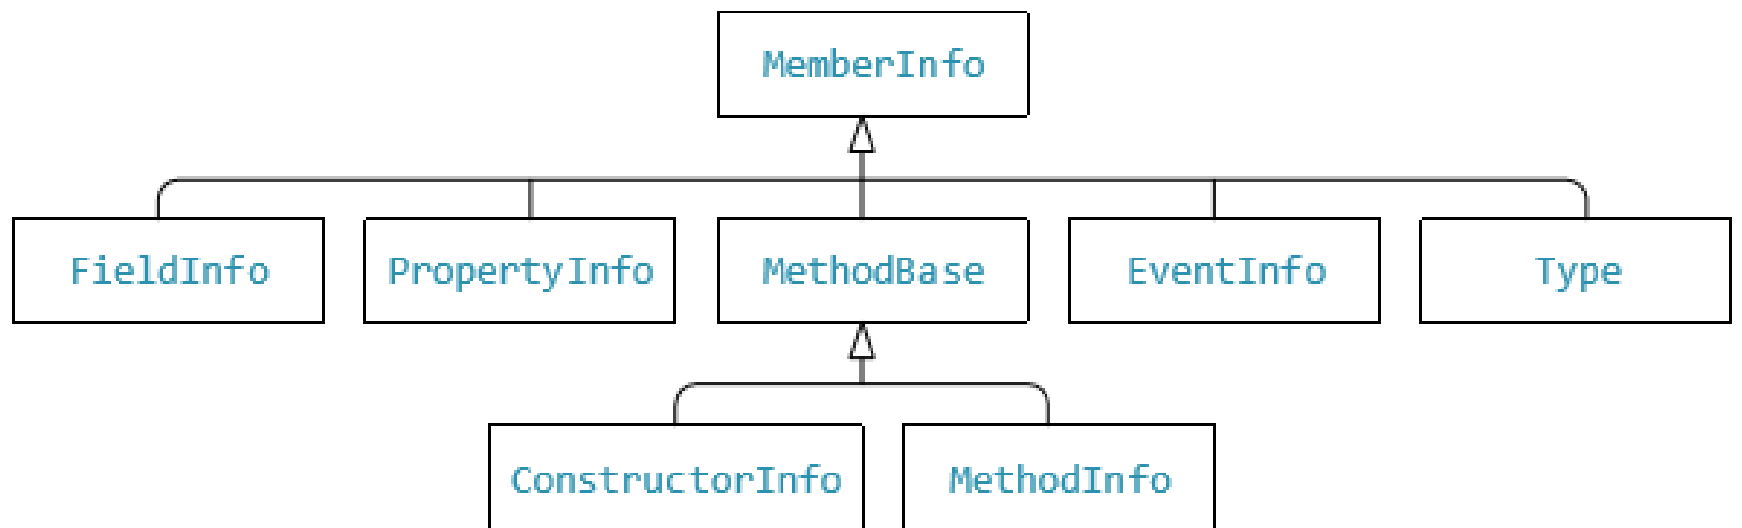 MemberInfo
FieldInfo
PropertyInfo
MethodBase
EventInfo
Type
ConstructorInfo
MethodInfo